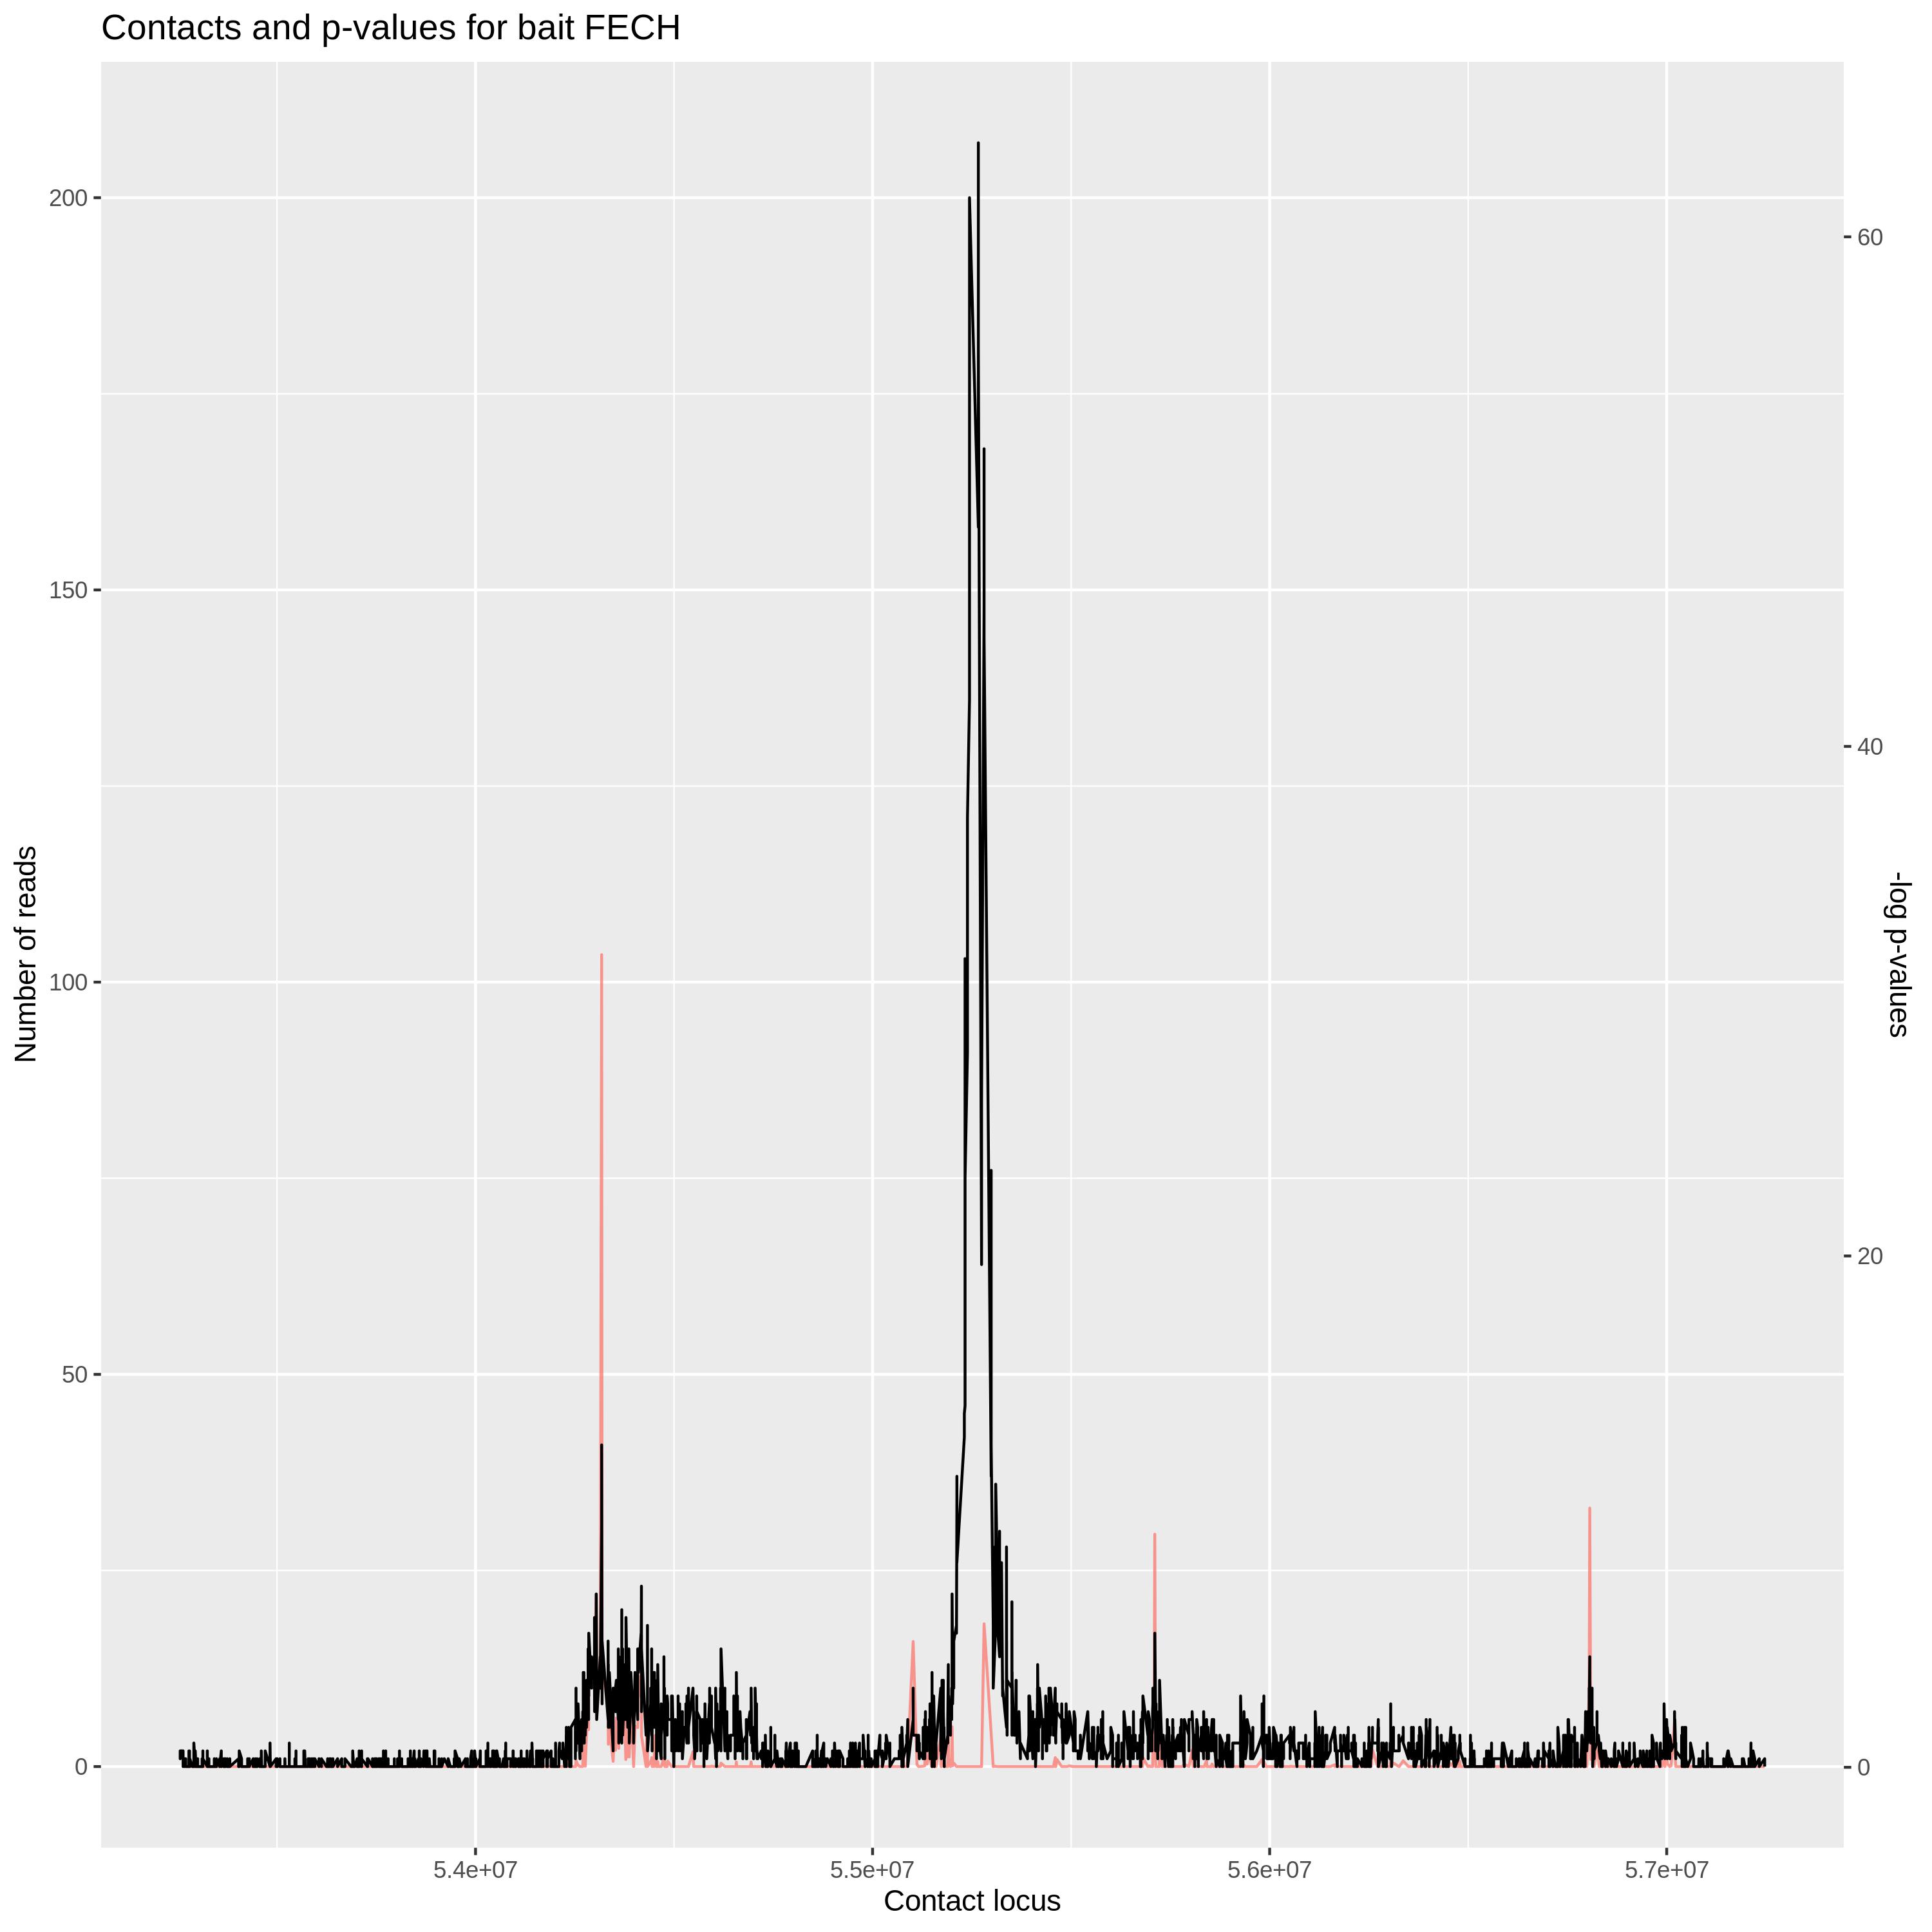 Contacts and p-values for bait FECH
200
150
100
50
0
Number of reads
60
40
20
0
-log p-values
5.4e+07
5.5e+07
5.6e+07
5.7e+07
Contact locus